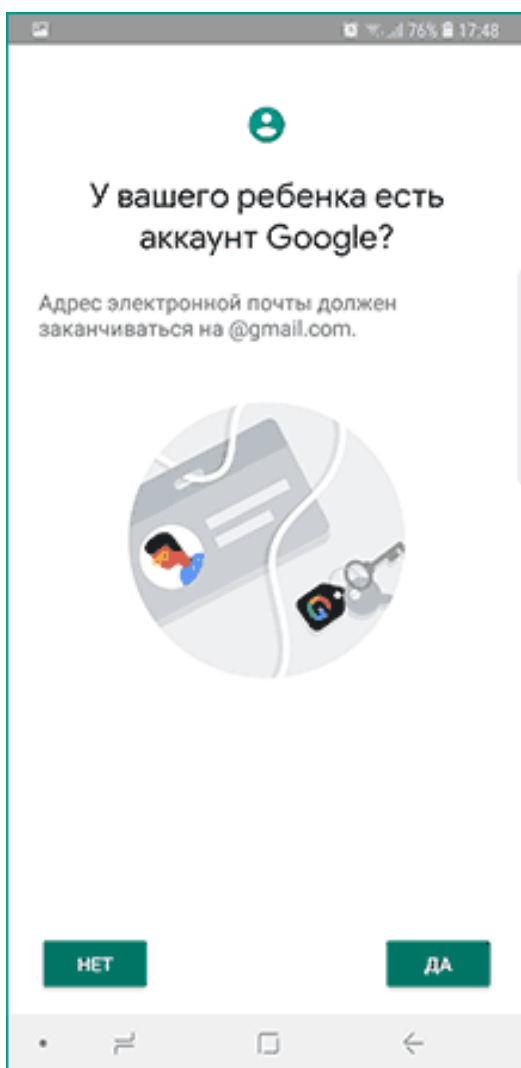 76% 17:48
У вашего ребенка есть
аккаунт Google?
Адрес электронной почты должен
заканчиваться на @gmail.com.
G
НЕТ ДА